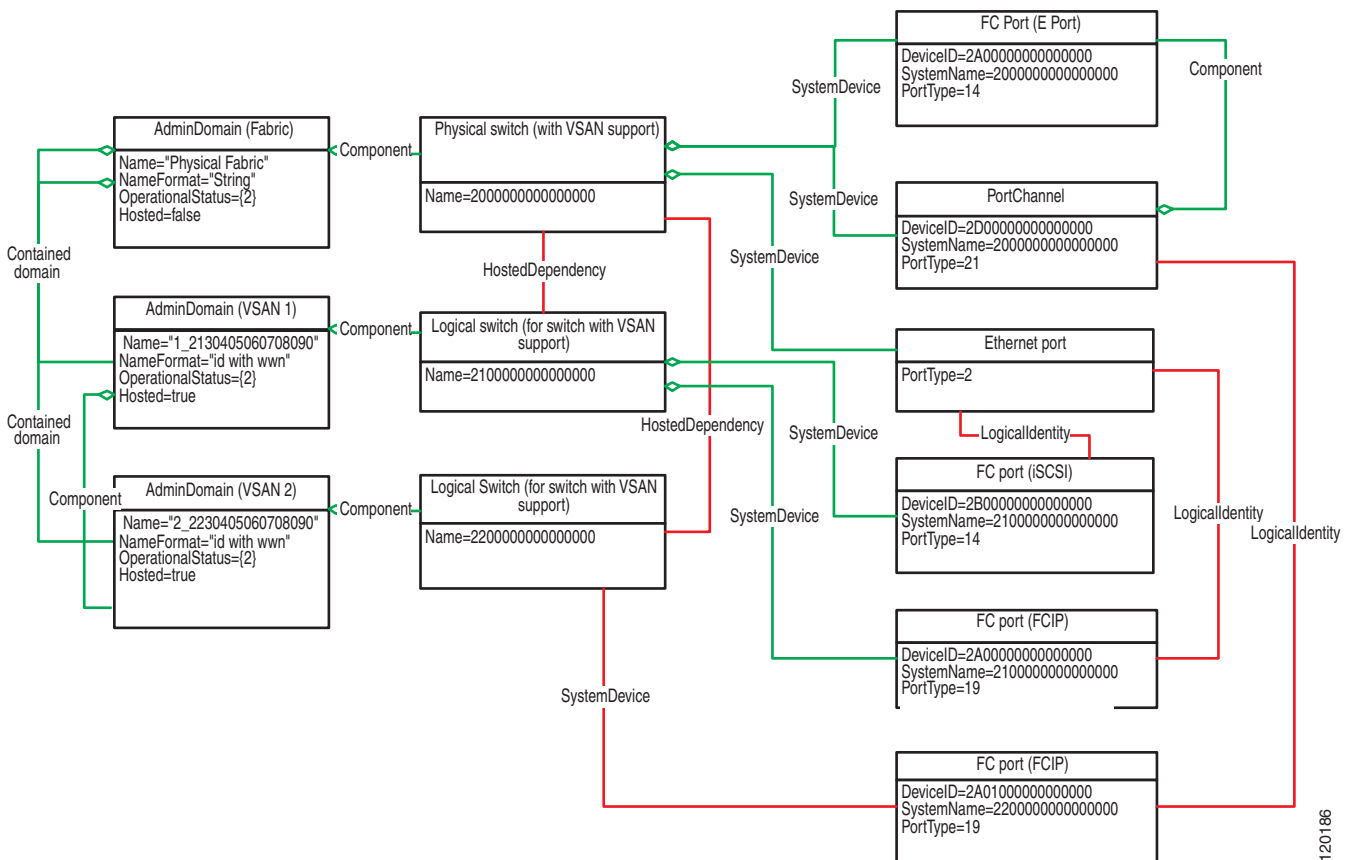 FC Port (E Port)
DeviceID=2A00000000000000
SystemName=2000000000000000
PortType=14
Component
SystemDevice
AdminDomain (Fabric)
Name="Physical Fabric"
NameFormat="String"
OperationalStatus={2}
Hosted=false
Component
Physical switch (with VSAN support)
Name=2000000000000000
SystemDevice
PortChannel
DeviceID=2D00000000000000
SystemName=2000000000000000
PortType=21
Contained
domain
HostedDependency
SystemDevice
AdminDomain (VSAN 1)
Name="1_2130405060708090"
NameFormat="id with wwn"
OperationalStatus={2}
Hosted=true
Component
Logical switch (for switch with VSAN
support)
Name=2100000000000000
Ethernet port
PortType=2
Contained
domain
HostedDependency
SystemDevice
LogicalIdentity
FC port (iSCSI)
DeviceID=2B00000000000000
SystemName=2100000000000000
PortType=14
Component
AdminDomain (VSAN 2)
Name="2_2230405060708090"
NameFormat="id with wwn"
OperationalStatus={2}
Hosted=true
Component
Logical Switch (for switch with VSAN
support)
Name=2200000000000000
SystemDevice
LogicalIdentity
LogicalIdentity
FC port (FCIP)
DeviceID=2A00000000000000
SystemName=2100000000000000
PortType=19
SystemDevice
FC port (FCIP)
DeviceID=2A01000000000000
SystemName=2200000000000000
PortType=19
120186